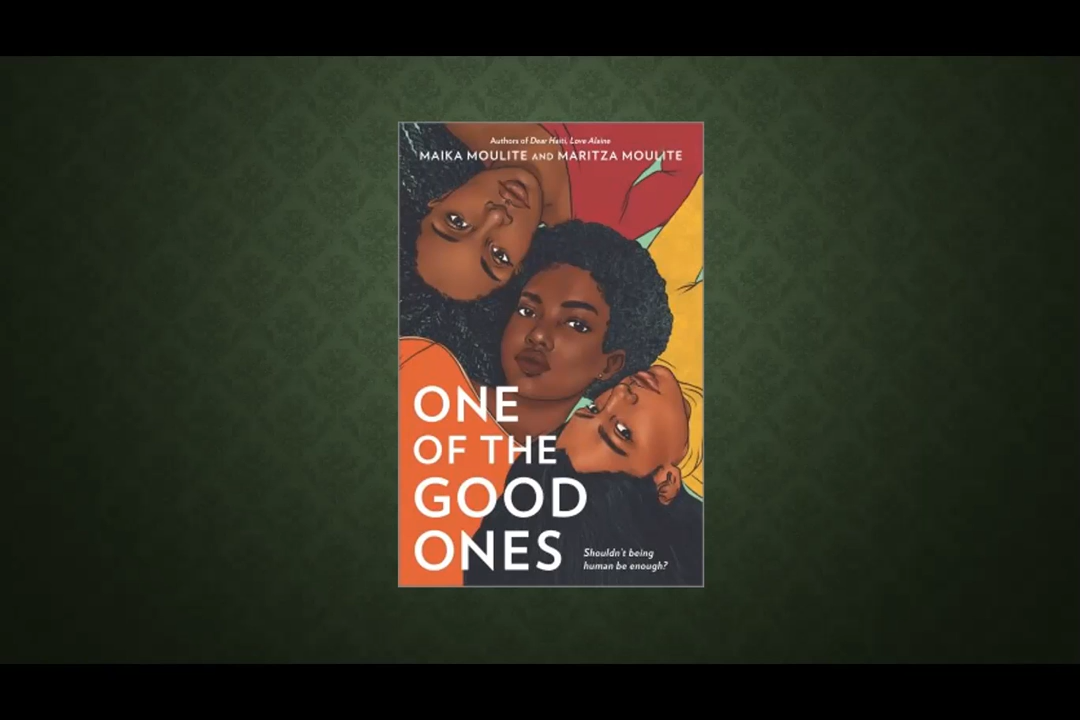 Authors of Dear Haiti, Love Alaine
MAIKA MOULITE AND MARITZA MOULITE
ONE
OF THE
GOOD
ONES
Shouldn't being
human be enough?